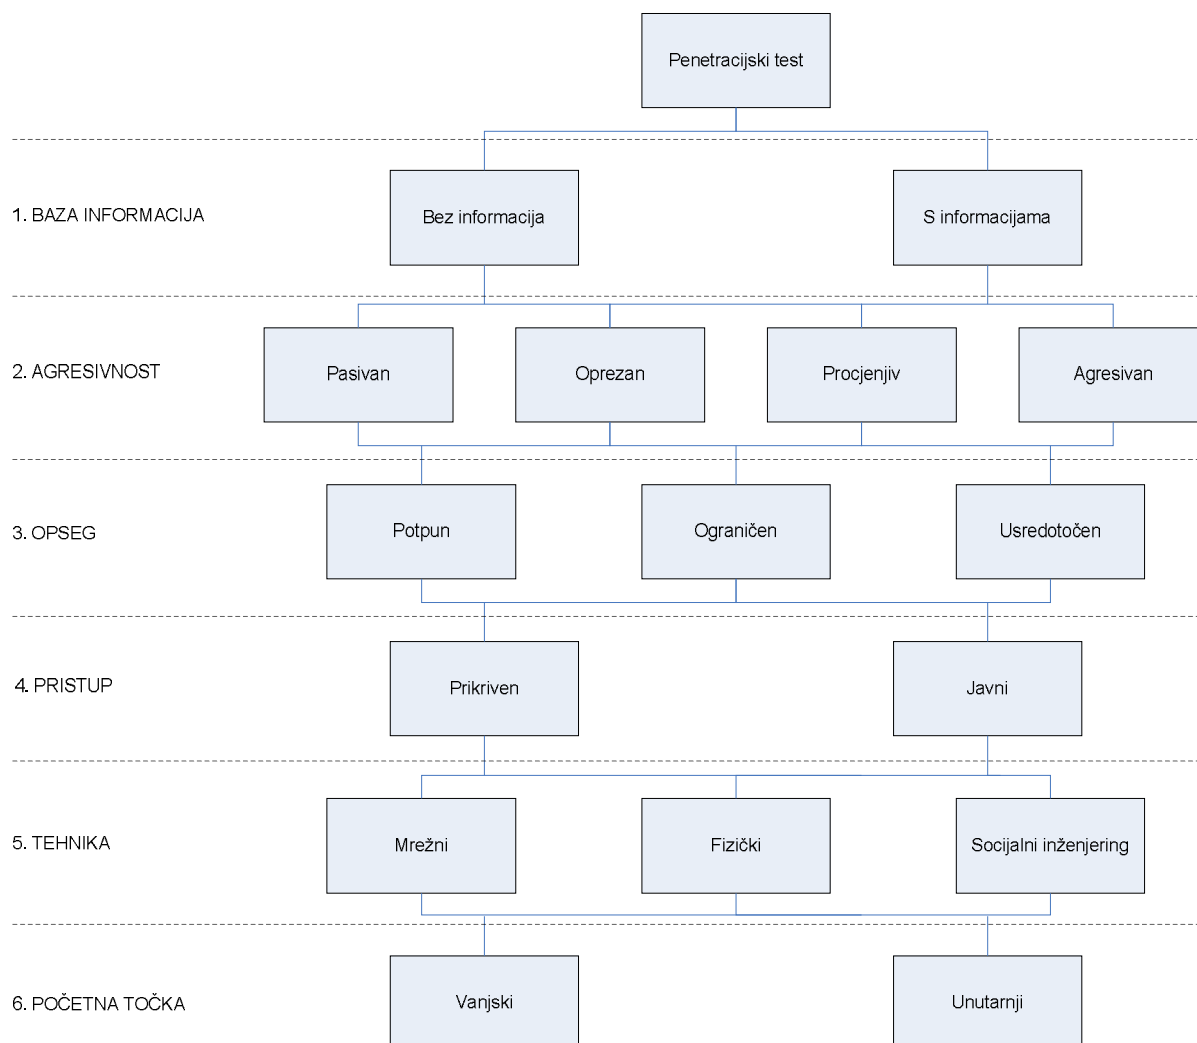 Penetracijski test
1. BAZA INFORMACIJA
Bez informacija
S informacijama
2. AGRESIVNOST
Pasivan
Oprezan
Procjenjiv
Agresivan
3. OPSEG
Potpun
Ograničen
Usredotočen
4. PRISTUP
Prikriven
Javni
5. TEHNIKA
Mrežni
Fizički
Socijalni inženjering
6. POČETNA TOČKA
Vanjski
Unutarnji